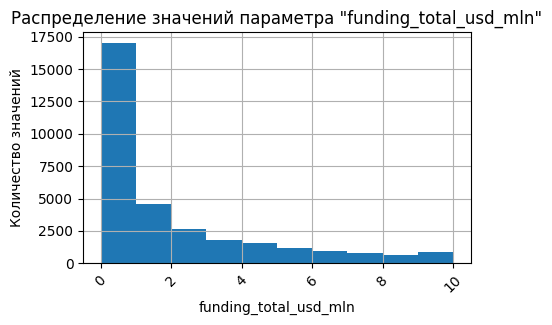 Распределение значений параметра "funding_total_usd_mln"
17500
15000
12500
10000
7500
5000
2500
0
Количество значений
0 2 4 6 8 10
funding_total_usd_mln